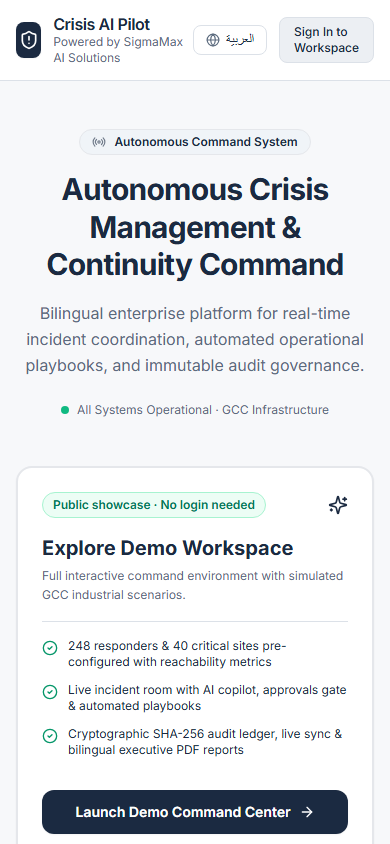 Crisis AI Pilot
Powered by SigmaMax
AI Solutions
العربية
Sign In to
Workspace
Autonomous Command System
Autonomous Crisis
Management &
Continuity Command
Bilingual enterprise platform for real-time
incident coordination, automated operational
playbooks, and immutable audit governance.
All Systems Operational · GCC Infrastructure
Public showcase · No login needed
Explore Demo Workspace
Full interactive command environment with simulated
GCC industrial scenarios.
248 responders & 40 critical sites pre-
configured with reachability metrics
Live incident room with AI copilot, approvals gate
& automated playbooks
Cryptographic SHA-256 audit ledger, live sync &
bilingual executive PDF reports
Launch Demo Command Center